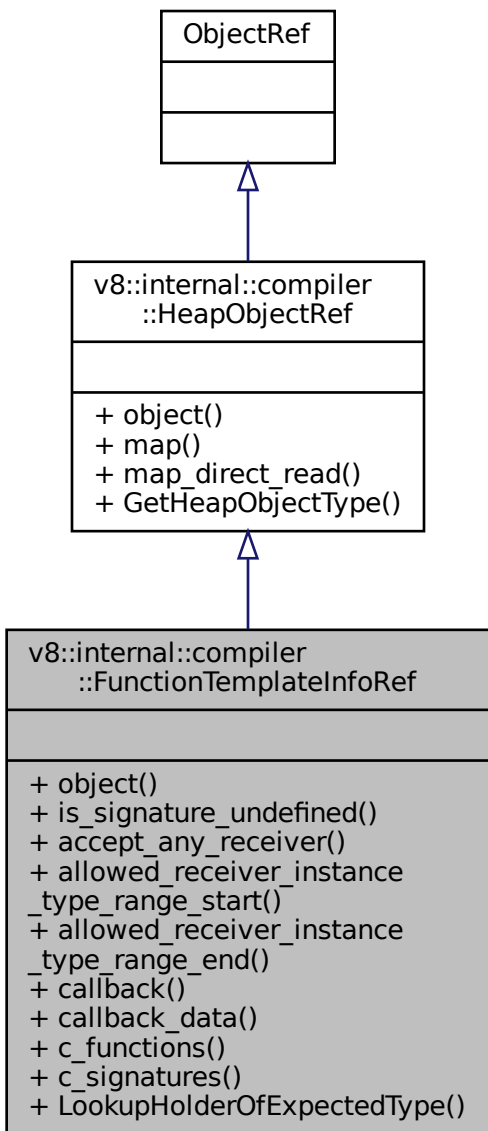 ObjectRef
v8::internal::compiler
::HeapObjectRef
+ object()
+ map()
+ map_direct_read()
+ GetHeapObjectType()
v8::internal::compiler
::FunctionTemplateInfoRef
+ object()
+ is_signature_undefined()
+ accept_any_receiver()
+ allowed_receiver_instance
_type_range_start()
+ allowed_receiver_instance
_type_range_end()
+ callback()
+ callback_data()
+ c_functions()
+ c_signatures()
+ LookupHolderOfExpectedType()